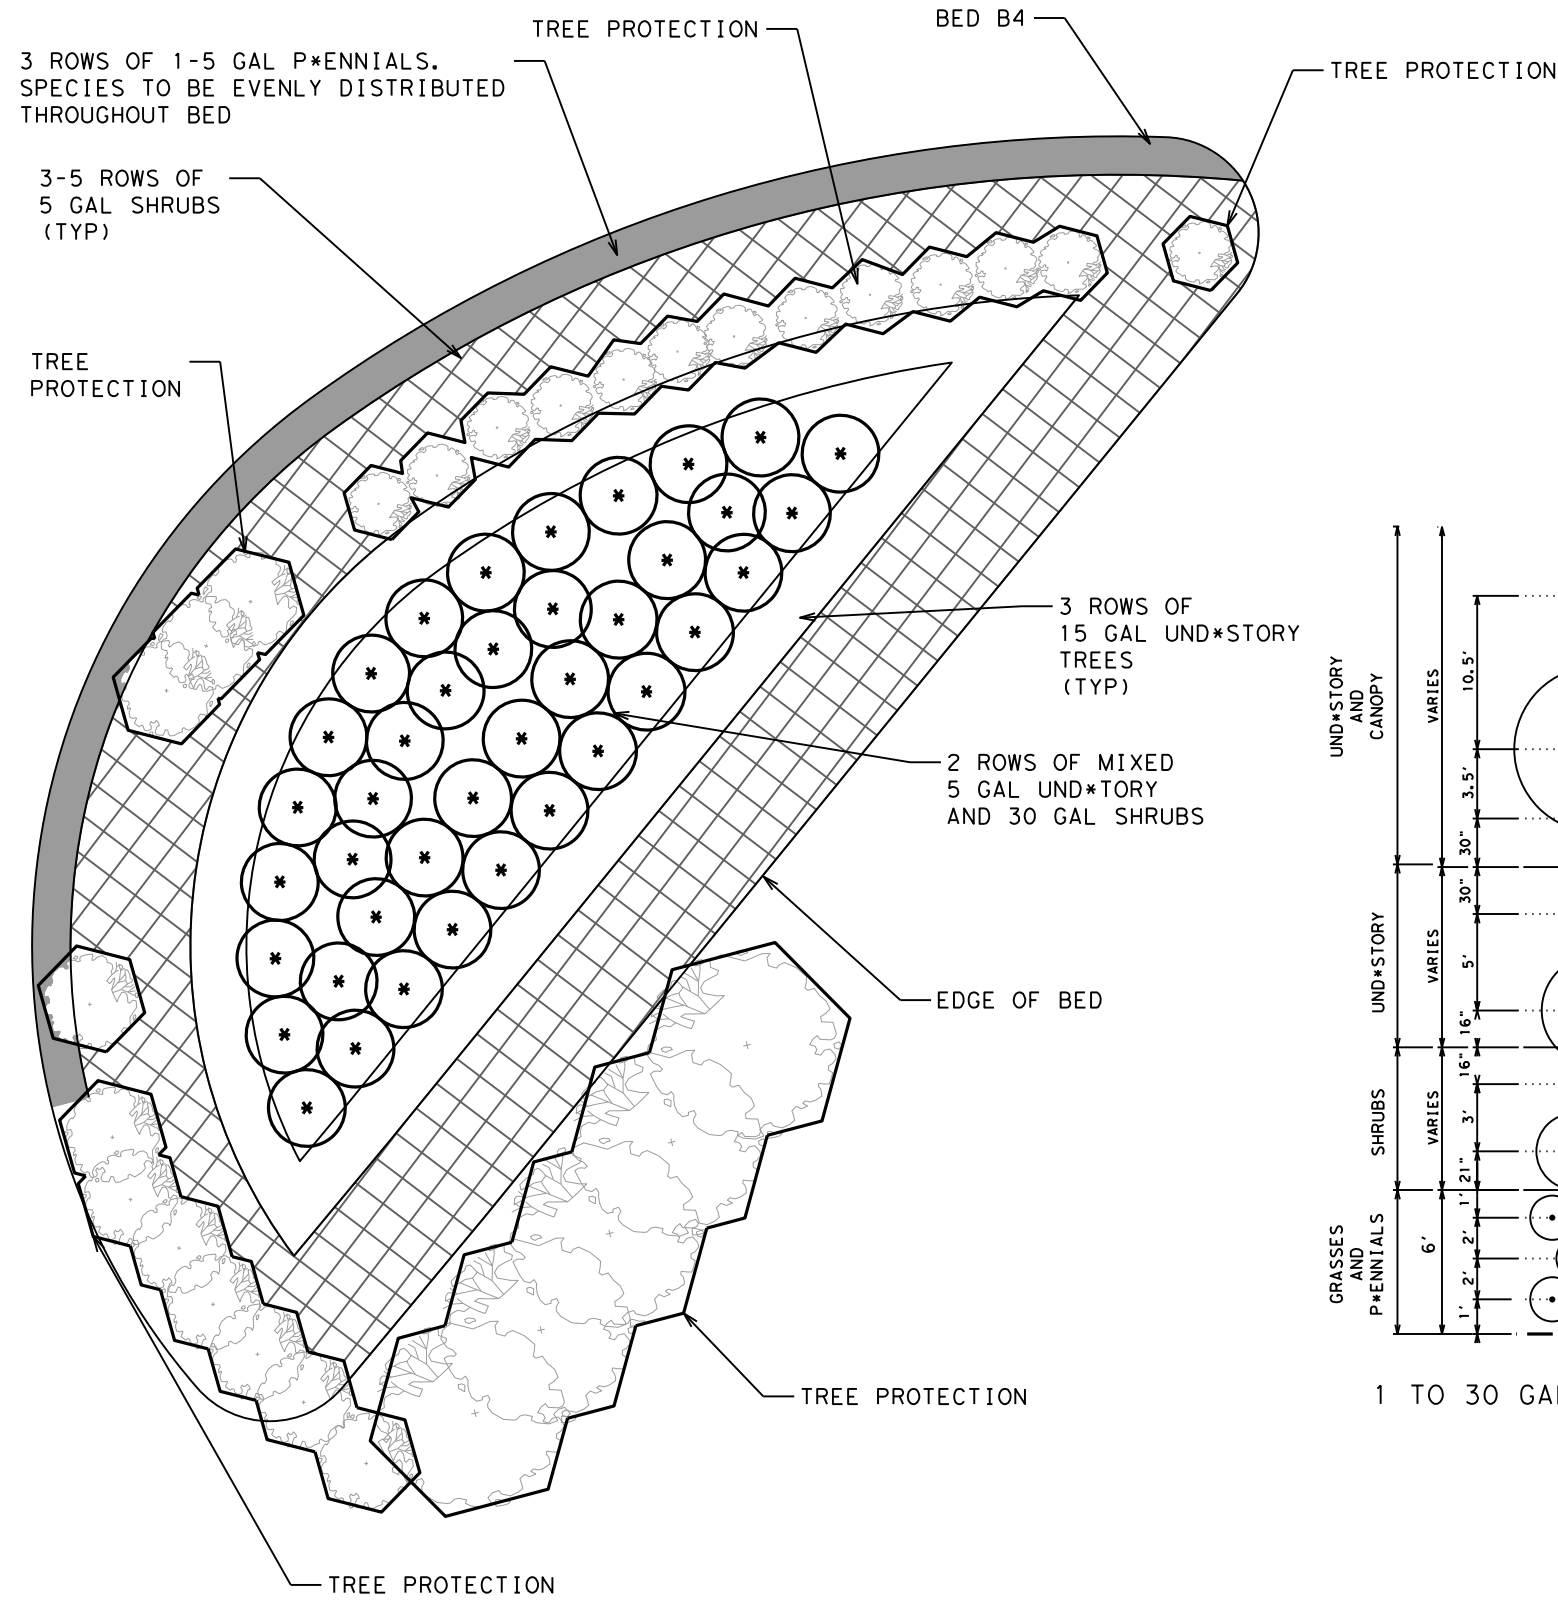 TREE PROTECTION
BED B4
TREE PROTECTION
3 ROWS OF 1-5 GAL P*ENNIALS.
SPECIES TO BE EVENLY DISTRIBUTED
THROUGHOUT BED
3-5 ROWS OF
5 GAL SHRUBS
(TYP)
TREE
PROTECTION
3 ROWS OF
15 GAL UND*STORY
TREES
(TYP)
2 ROWS OF MIXED
5 GAL UND*TORY
AND 30 GAL SHRUBS
EDGE OF BED
TREE PROTECTION
TREE PROTECTION
UND*STORY
AND
CANOPY
VARIES
10.5'
3.5'
30"
UND*STORY
VARIES
30"
5'
16"
SHRUBS
VARIES
16"
3'
21"
GRASSES
AND
P*ENNIALS
6'
1'
2'
2'
1'
1 TO 30 GA